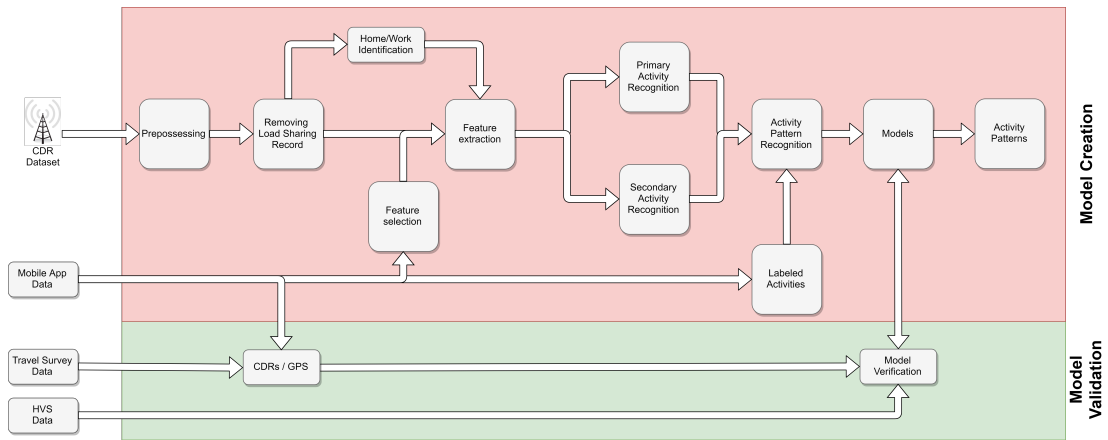 Home/Work
Identification
Primary
Activity
Recognition
CDR
Dataset
Prepossessing
Removing
Load Sharing
Record
Feature
extraction
Activity
Pattern
Recognition
Models
Activity
Patterns
Feature
selection
Secondary
Activity
Recognition
Mobile App
Data
Labeled
Activities
Model Creation
Travel Survey
Data
CDRs / GPS
Model
Verification
HVS
Data
Model
Validation